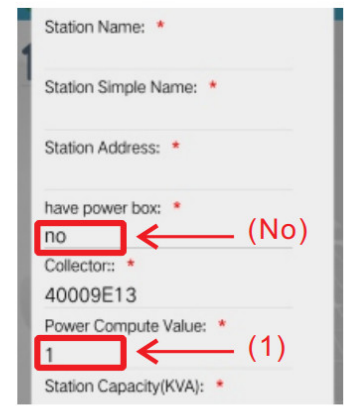 Station Name: *
Station Simple Name: *
Station Address: *
have power box: *
no (No)
Collector:: *
40009E13
Power Compute Value: *
1 (1)
Station Capacity(KVA): *